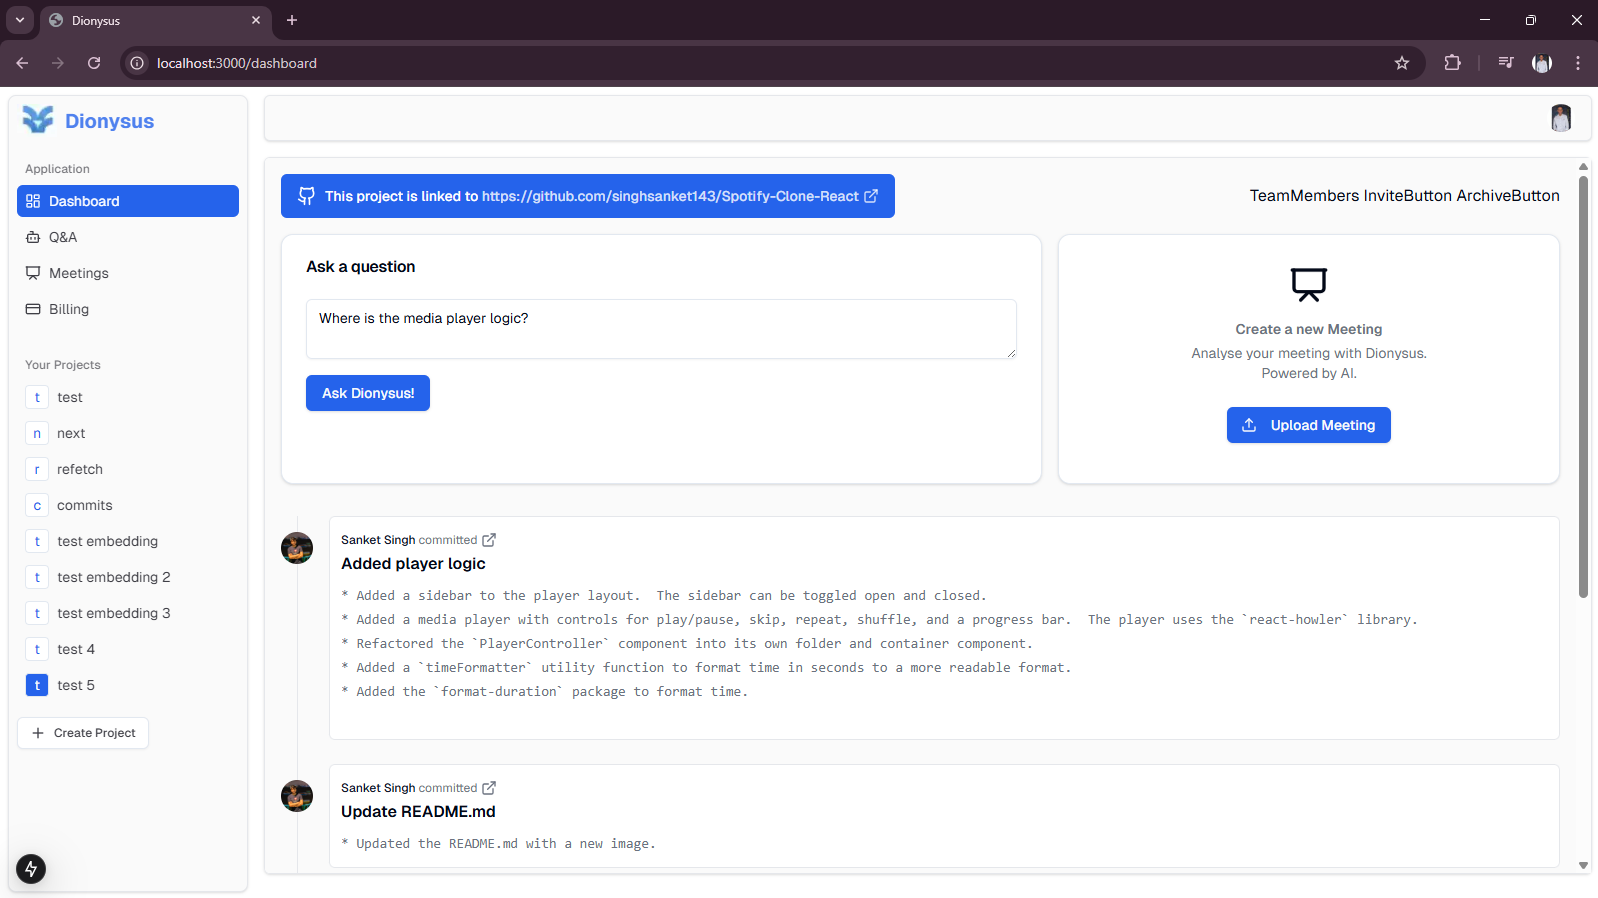 Dionysus
localhost:3000/dashboard
Dionysus
Application
Dashboard
Q&A
Meetings
Billing
Your Projects
t test
n next
r refetch
c commits
t test embedding
t test embedding 2
t test embedding 3
t test 4
t test 5
Create Project
This project is linked to https://github.com/singhsanket143/Spotify-Clone-React
TeamMembers InviteButton ArchiveButton
Ask a question
Where is the media player logic?
Ask Dionysus!
Create a new Meeting
Analyse your meeting with Dionysus.
Powered by AI.
Upload Meeting
Sanket Singh committed
Added player logic
* Added a sidebar to the player layout.  The sidebar can be toggled open and closed.
* Added a media player with controls for play/pause, skip, repeat, shuffle, and a progress bar.  The player uses the `react-howler` library.
* Refactored the `PlayerController` component into its own folder and container component.
* Added a `timeFormatter` utility function to format time in seconds to a more readable format.
* Added the `format-duration` package to format time.
Sanket Singh committed
Update README.md
* Updated the README.md with a new image.